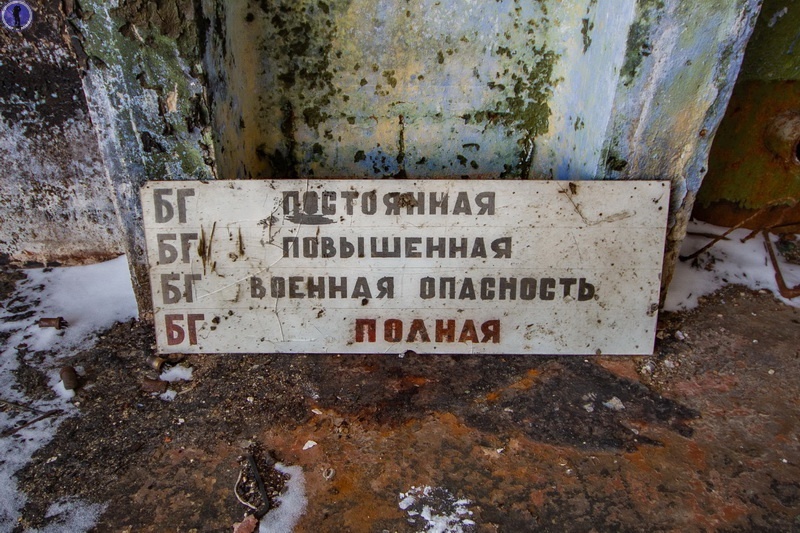 БГ ПОСТОЯННАЯ
БГ ПОВЫШЕННАЯ
БГ ВОЕННАЯ ОПАСНОСТЬ
БГ ПОЛНАЯ